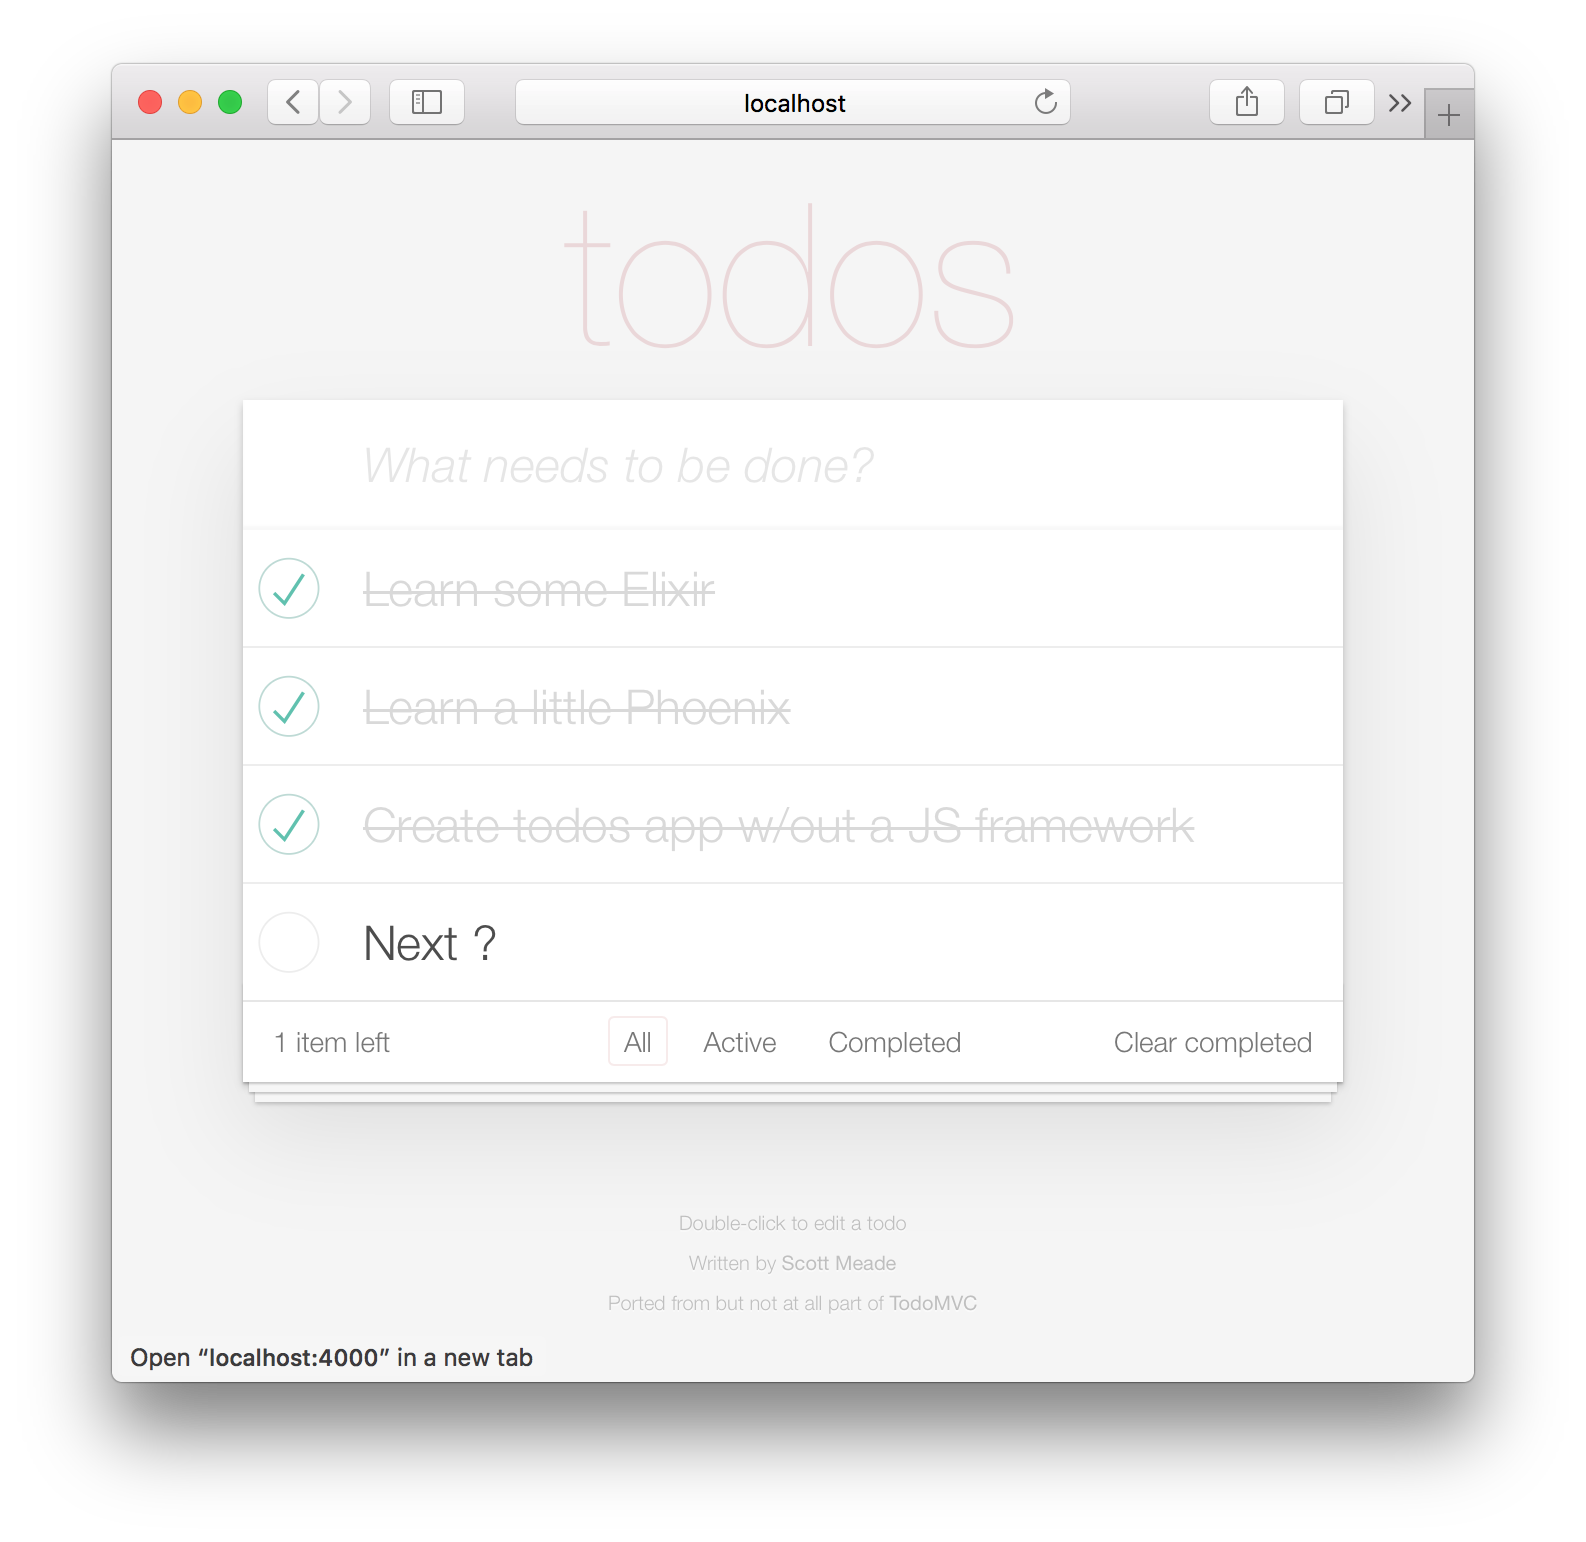 localhost
todos
What needs to be done?
Learn some Elixir
Learn a little Phoenix
Create todos app w/out a JS framework
Next ?
1 item left All Active Completed Clear completed
Double-click to edit a todo
Written by Scott Meade
Ported from but not at all part of TodoMVC
Open “localhost:4000” in a new tab